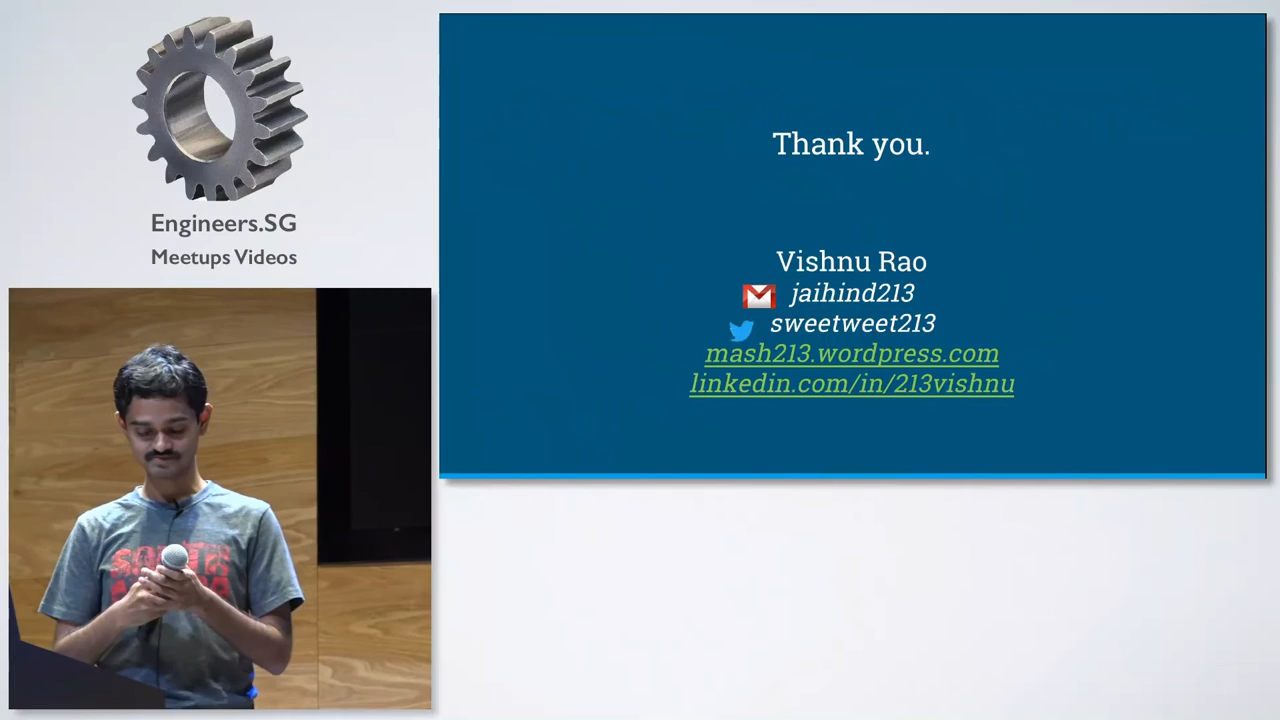 Engineers.SG
Meetups Videos
Thank you.
Vishnu Rao
jaihind213
sweetweet213
mash213.wordpress.com
linkedin.com/in/213vishnu